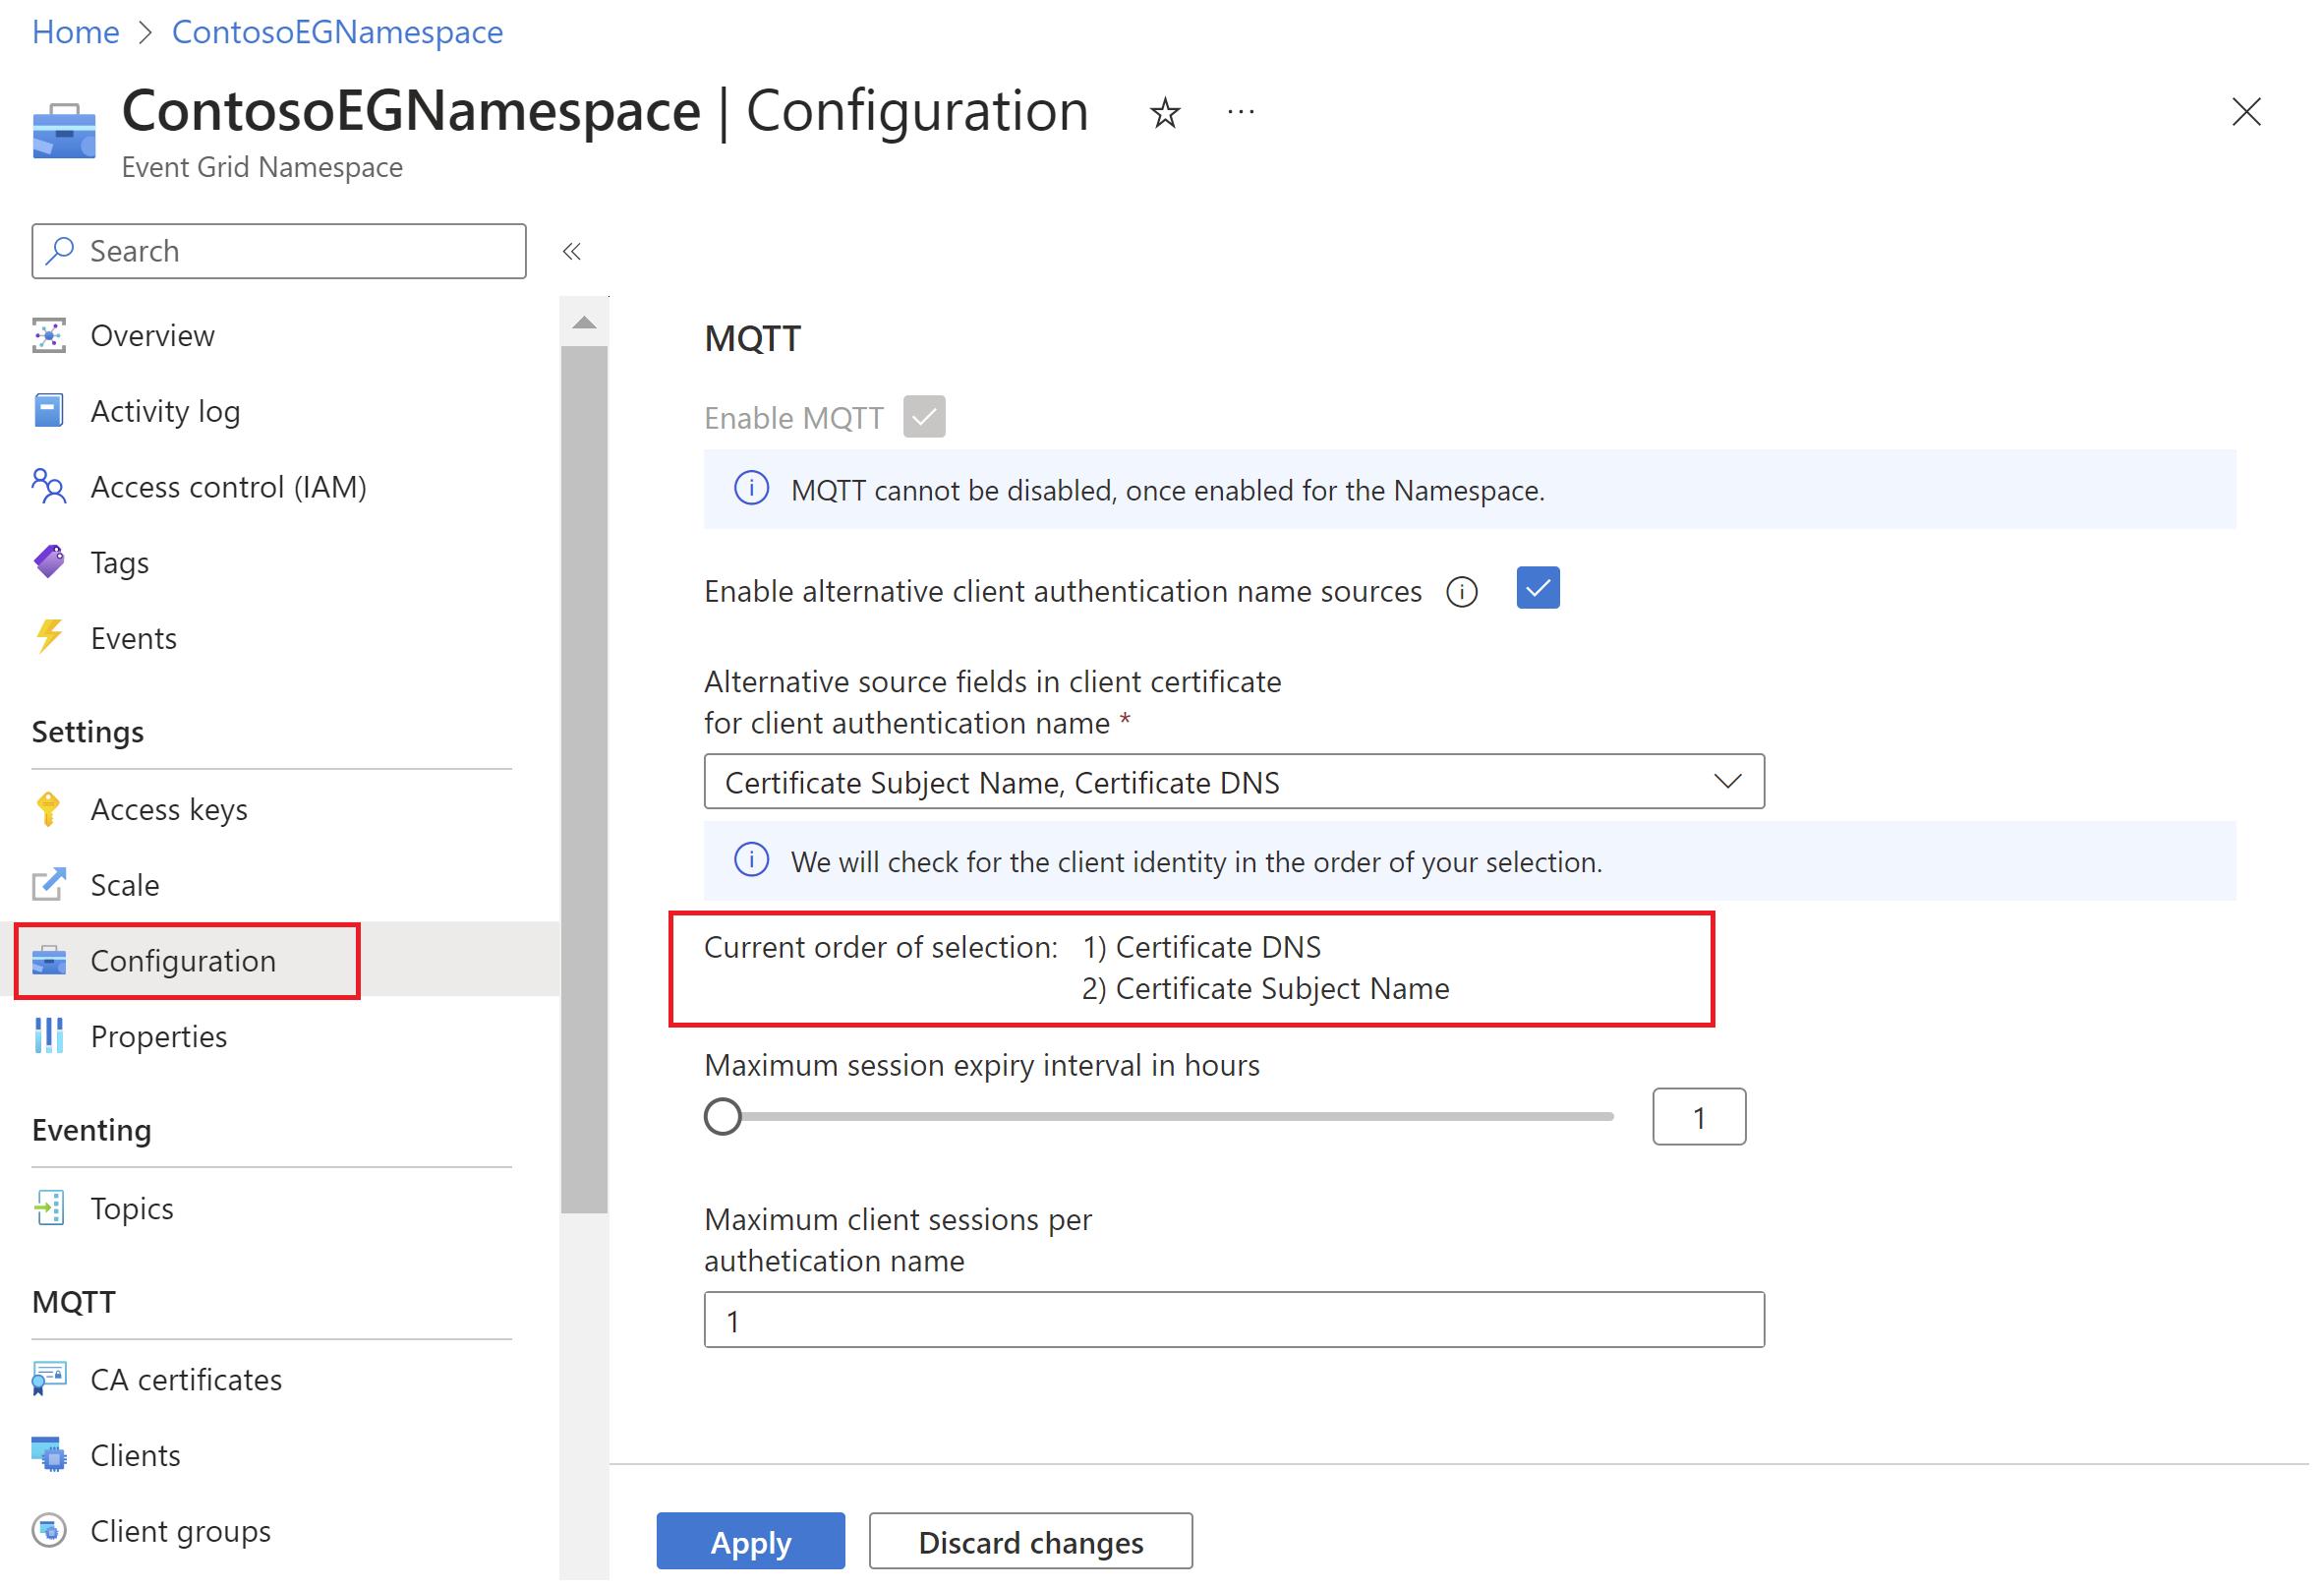 Home > ContosoEGNamespace
ContosoEGNamespace | Configuration
Event Grid Namespace
Search
Overview
Activity log
Access control (IAM)
Tags
Events
Settings
Access keys
Scale
Configuration
Properties
Eventing
Topics
MQTT
CA certificates
Clients
Client groups
MQTT
Enable MQTT
MQTT cannot be disabled, once enabled for the Namespace.
Enable alternative client authentication name sources
Alternative source fields in client certificate
for client authentication name *
Certificate Subject Name, Certificate DNS
We will check for the client identity in the order of your selection.
Current order of selection: 1) Certificate DNS
2) Certificate Subject Name
Maximum session expiry interval in hours
1
Maximum client sessions per
authetication name
1
Apply
Discard changes